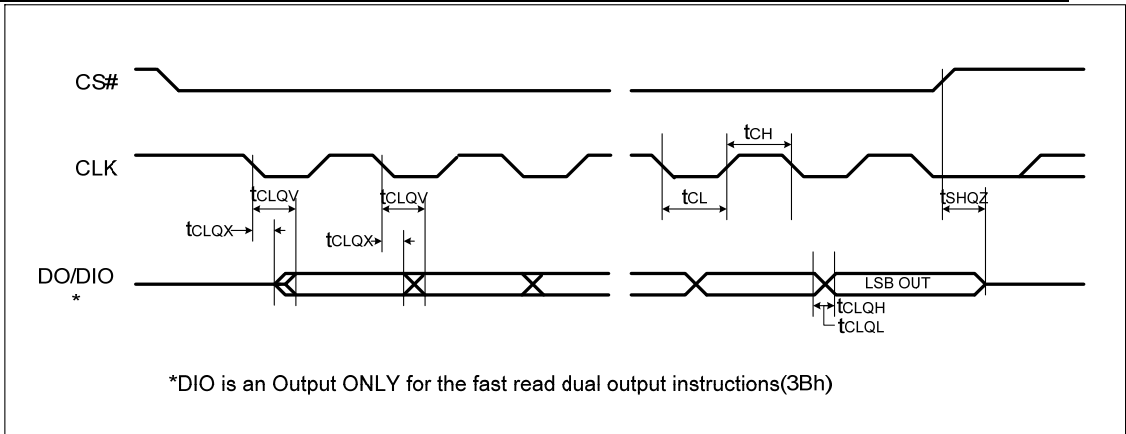 CS#
CLK
tCH
tCLQV
tCLQV
tCL
tSHQZ
tCLQX
tCLQX
DO/DIO
*
LSB OUT
tCLQH
tCLQL
*DIO is an Output ONLY for the fast read dual output instructions(3Bh)